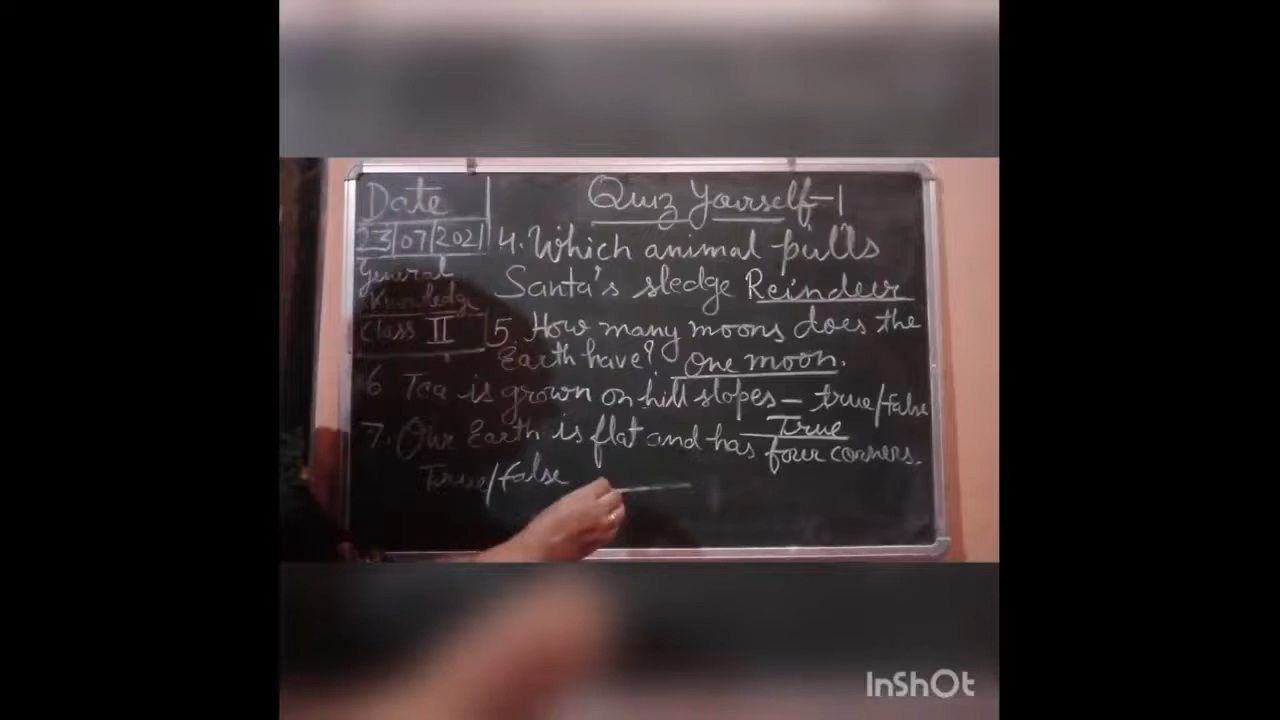 Date
23/07/2021
General
Knowledge
Class II
Quiz Yourself-1
4. Which animal pulls
Santa's sledge Reindeer
5. How many moons does the
Earth have? One moon.
6 Tea is grown on hill slopes – true/false
True
7. Our Earth is flat and has four corners.
True/false
InShOt